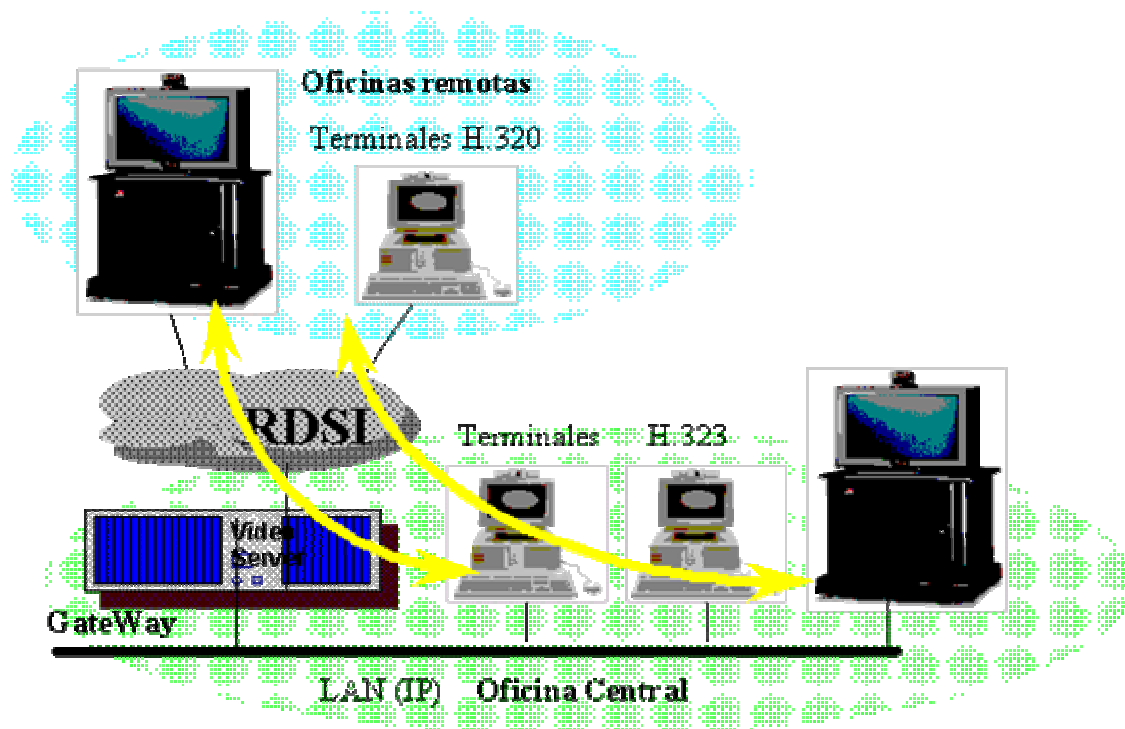 Oficinas remotas
Terminales H.320
RDSI
Terminales H.323
Video
Server
GateWay
LAN (IP) Oficina Central